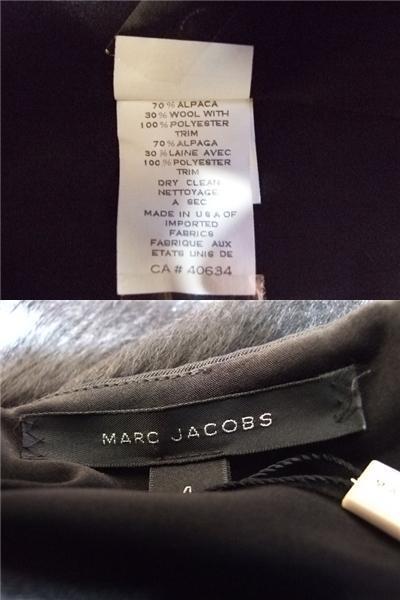 70% ALPACA
30% WOOL WITH
100% POLYESTER
TRIM
70% ALPAGA
30% LAINE AVEC
100% POLYESTER
TRIM
DRY CLEAN
NETTOYAGE
A SEC
MADE IN USA OF
IMPORTED
FABRICS
FABRIQUE AUX
ETATS UNIS DE
CA # 40634
MARC JACOBS
4